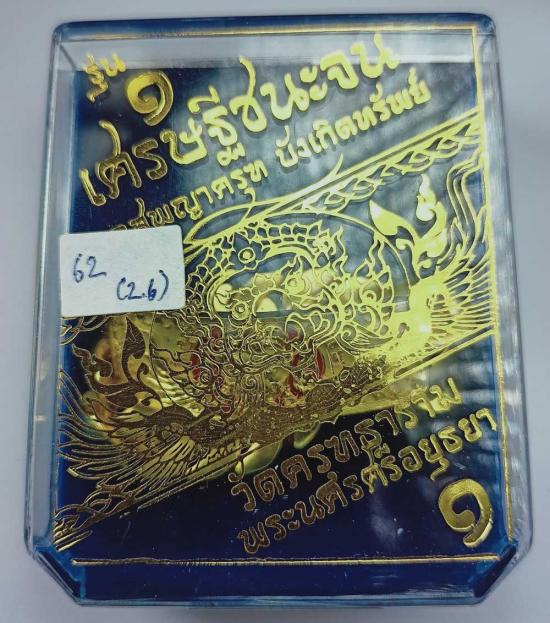 รุ่น ๑
เศรษฐีชนะจน
พญาครุฑ บังเกิดทรัพย์
62
(2.6)
วัดครุฑธาราม
พระนครศรีอยุธยา
๑